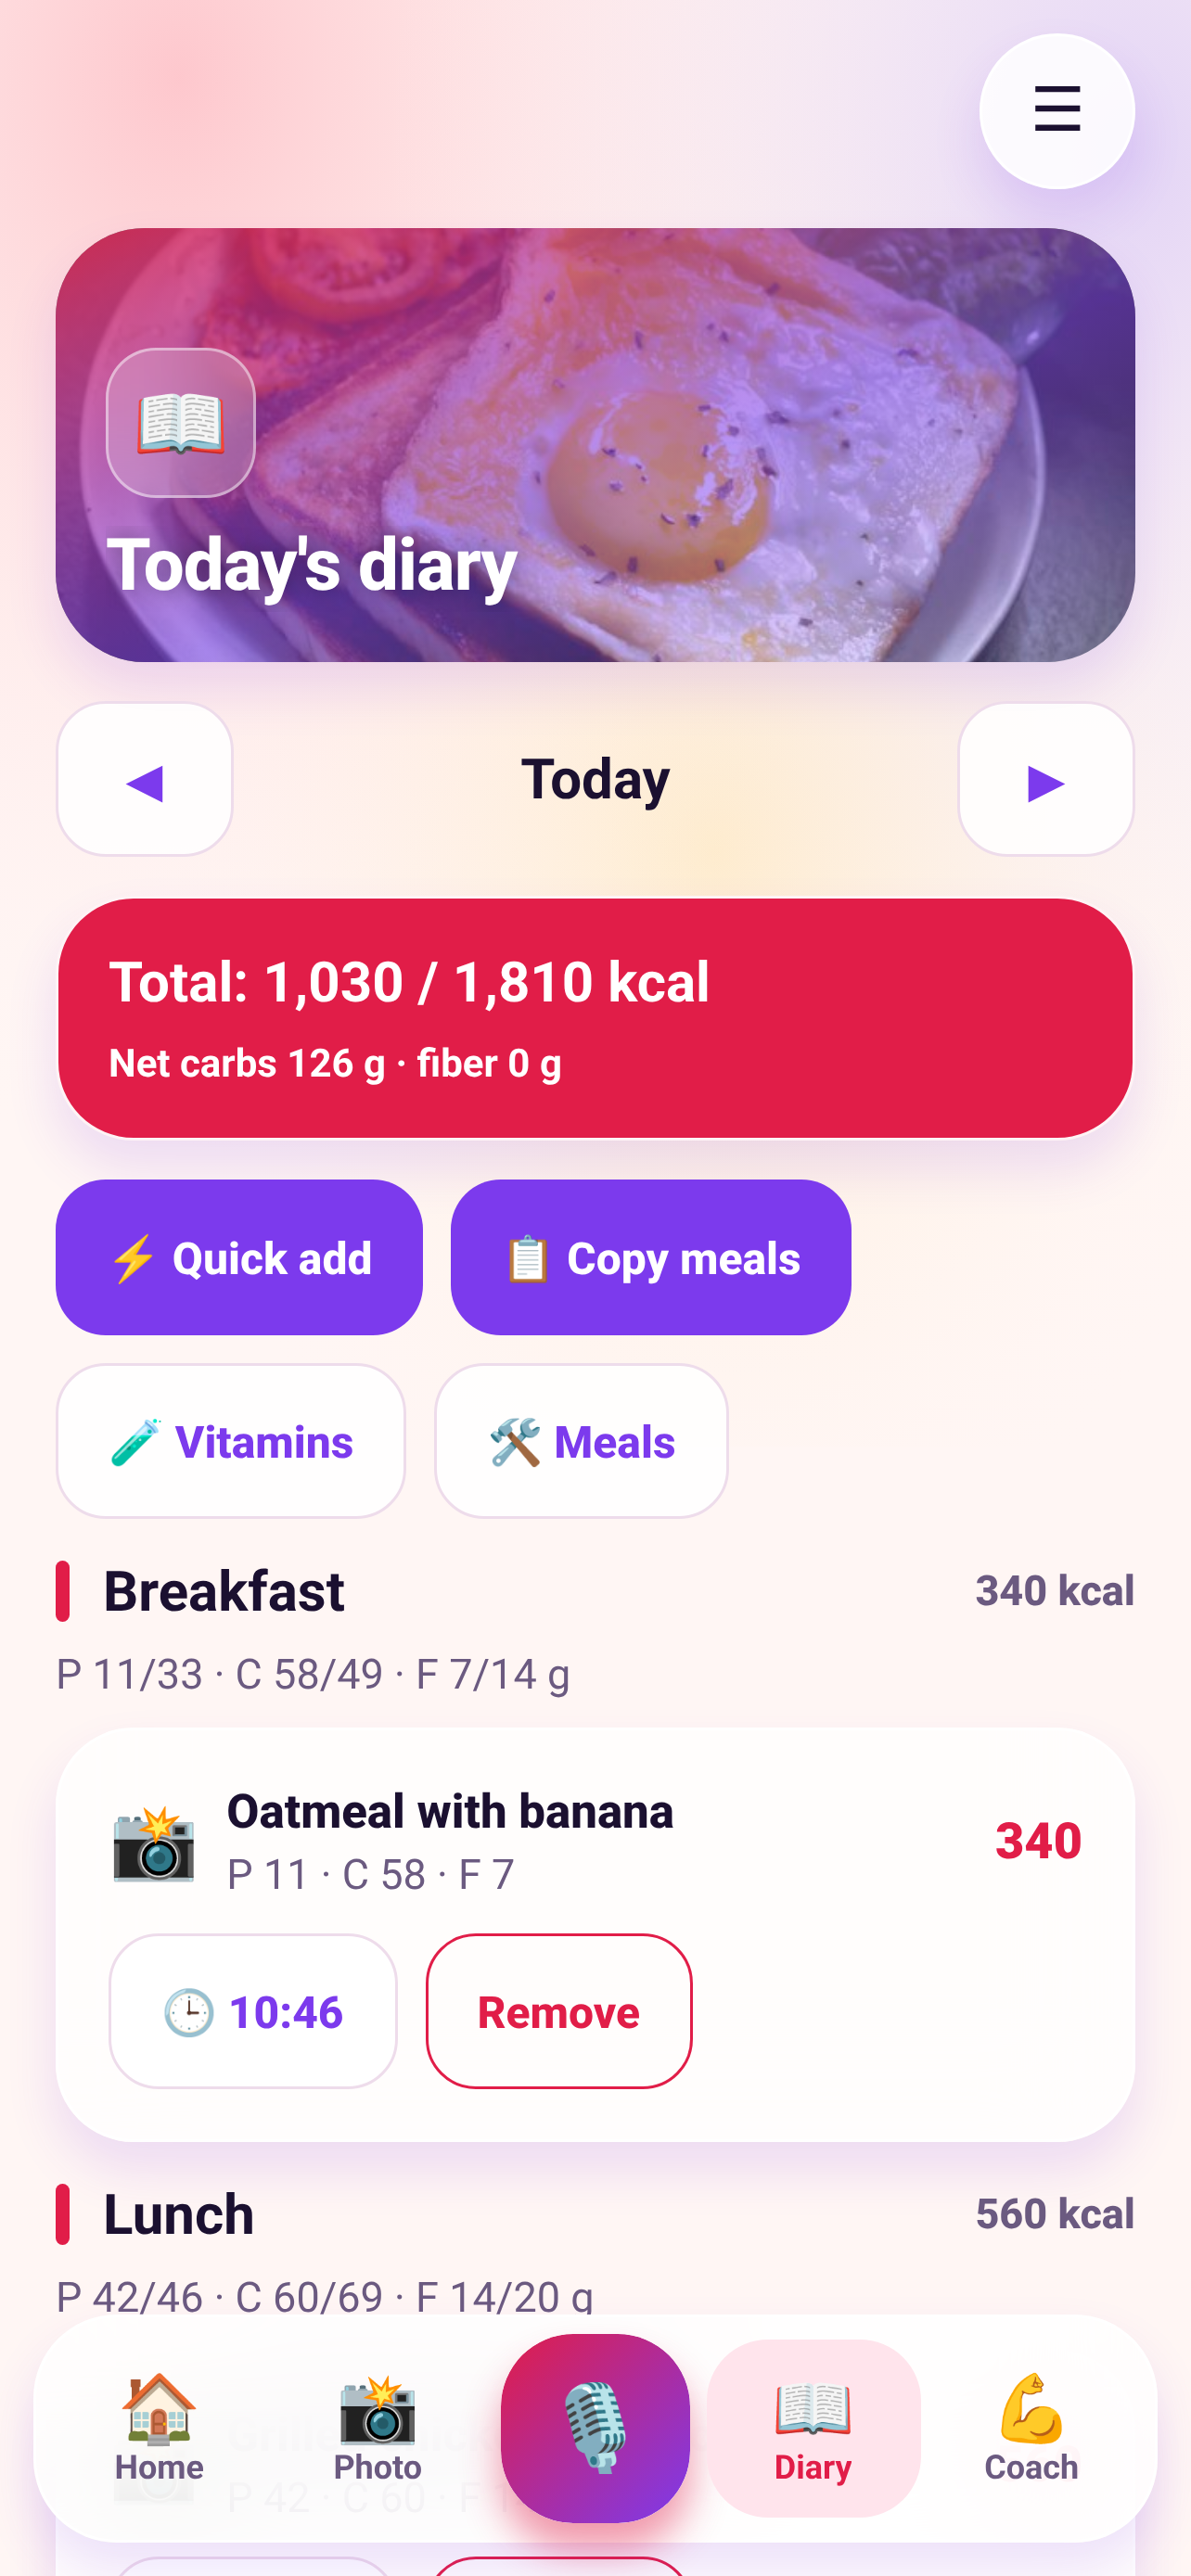 Today's diary
Today
Total: 1,030 / 1,810 kcal
Net carbs 126 g · fiber 0 g
Quick add
Copy meals
Vitamins
Meals
Breakfast
340 kcal
P 11/33 · C 58/49 · F 7/14 g
Oatmeal with banana
340
P 11 · C 58 · F 7
10:46
Remove
Lunch
560 kcal
P 42/46 · C 60/69 · F 14/20 g
P 42 · C 60 · F
Home
Photo
Diary
Coach